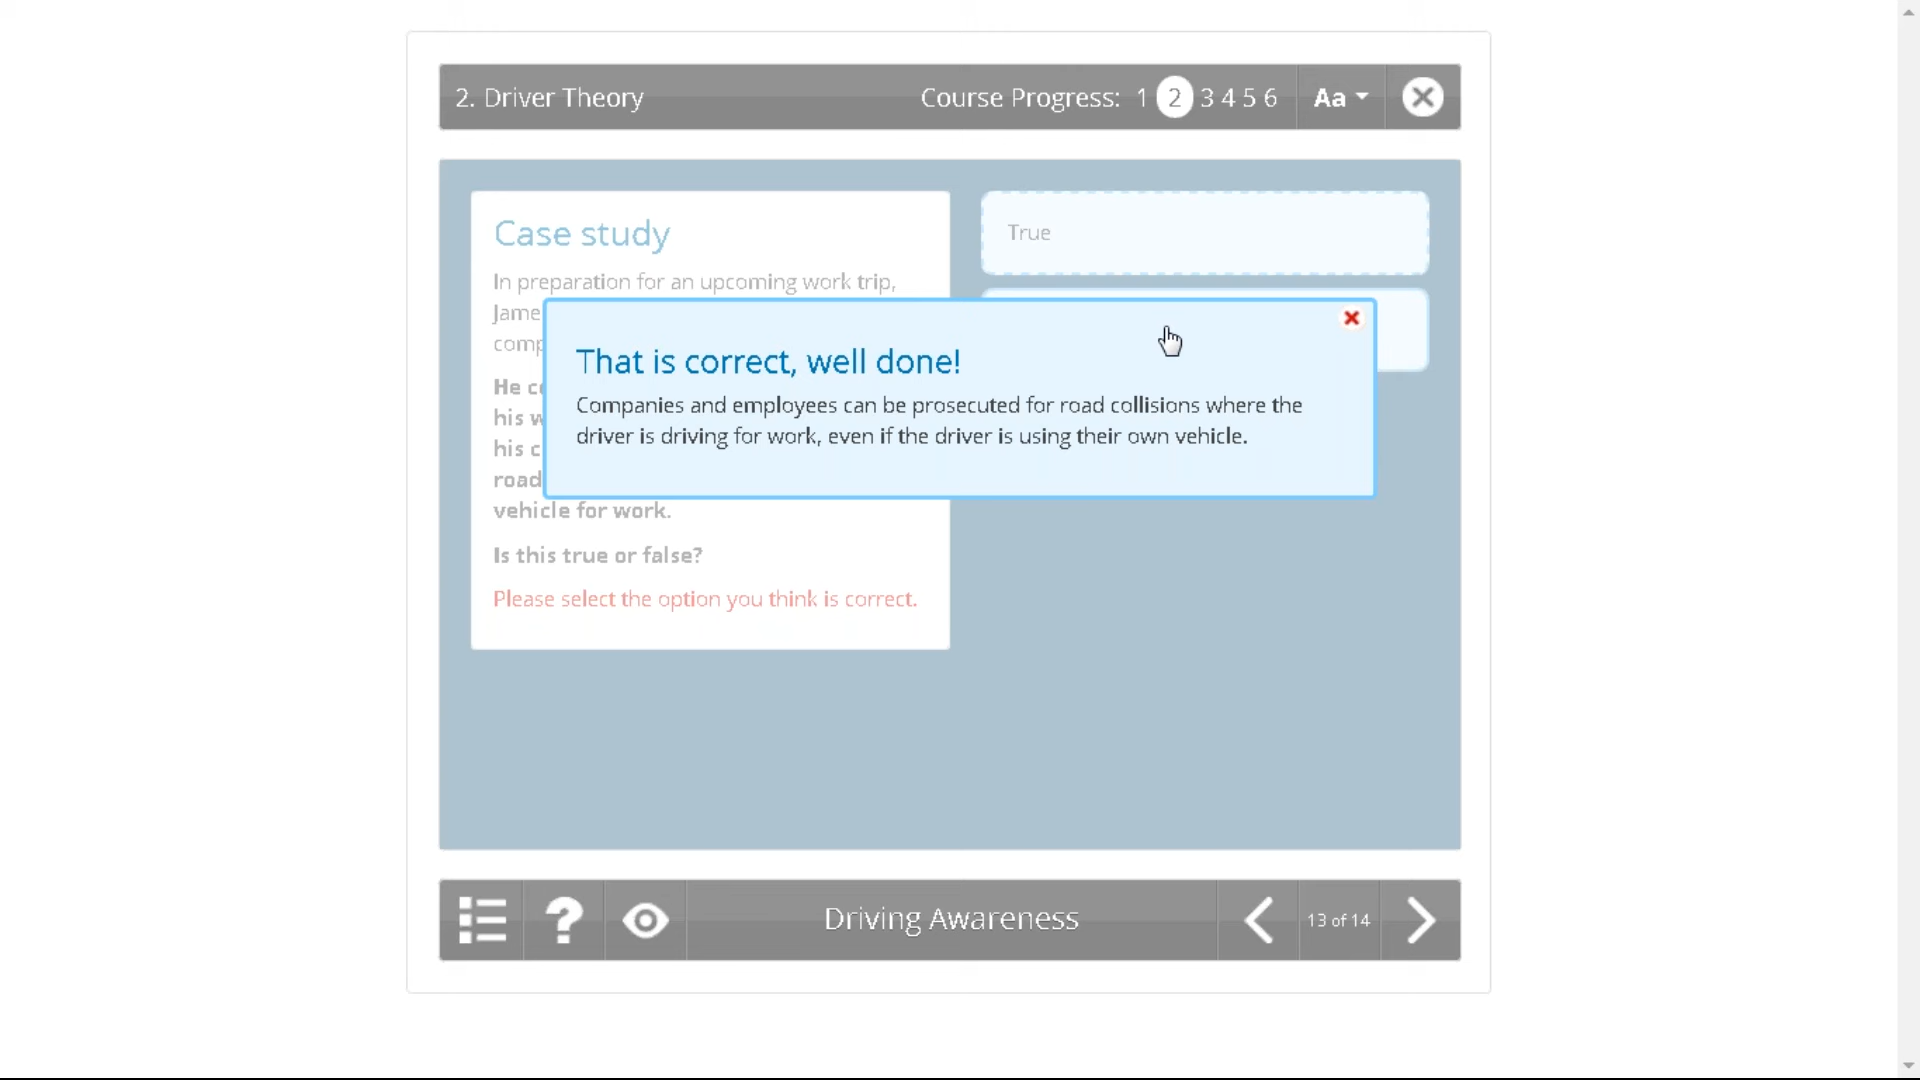 2. Driver Theory
Course Progress: 1 2 3 4 5 6
Aa
Case study
In preparation for an upcoming work trip,
True
That is correct, well done!
Companies and employees can be prosecuted for road collisions where the
driver is driving for work, even if the driver is using their own vehicle.
his
road
vehicle for work.
Is this true or false?
Please select the option you think is correct.
?
Driving Awareness
13 of 14